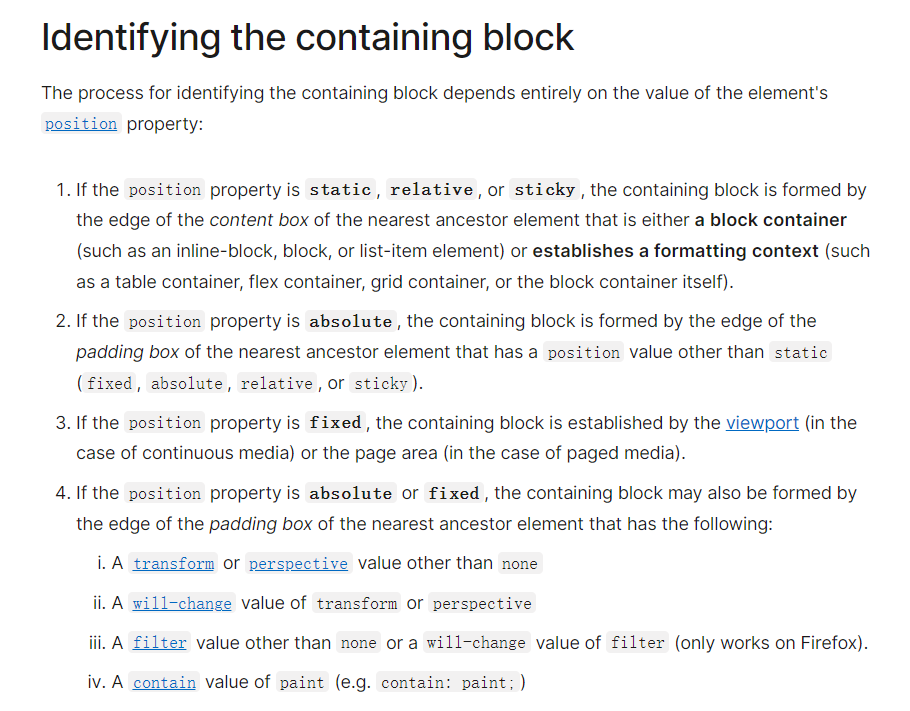 Identifying the containing block
The process for identifying the containing block depends entirely on the value of the element's
position property:
1. If the position property is static, relative, or sticky, the containing block is formed by
the edge of the content box of the nearest ancestor element that is either a block container
(such as an inline-block, block, or list-item element) or establishes a formatting context (such
as a table container, flex container, grid container, or the block container itself).
2. If the position property is absolute, the containing block is formed by the edge of the
padding box of the nearest ancestor element that has a position value other than static
(fixed, absolute, relative, or sticky).
3. If the position property is fixed, the containing block is established by the viewport (in the
case of continuous media) or the page area (in the case of paged media).
4. If the position property is absolute or fixed, the containing block may also be formed by
the edge of the padding box of the nearest ancestor element that has the following:
i. A transform or perspective value other than none
ii. A will-change value of transform or perspective
iii. A filter value other than none or a will-change value of filter (only works on Firefox).
iv. A contain value of paint (e.g. contain: paint;)